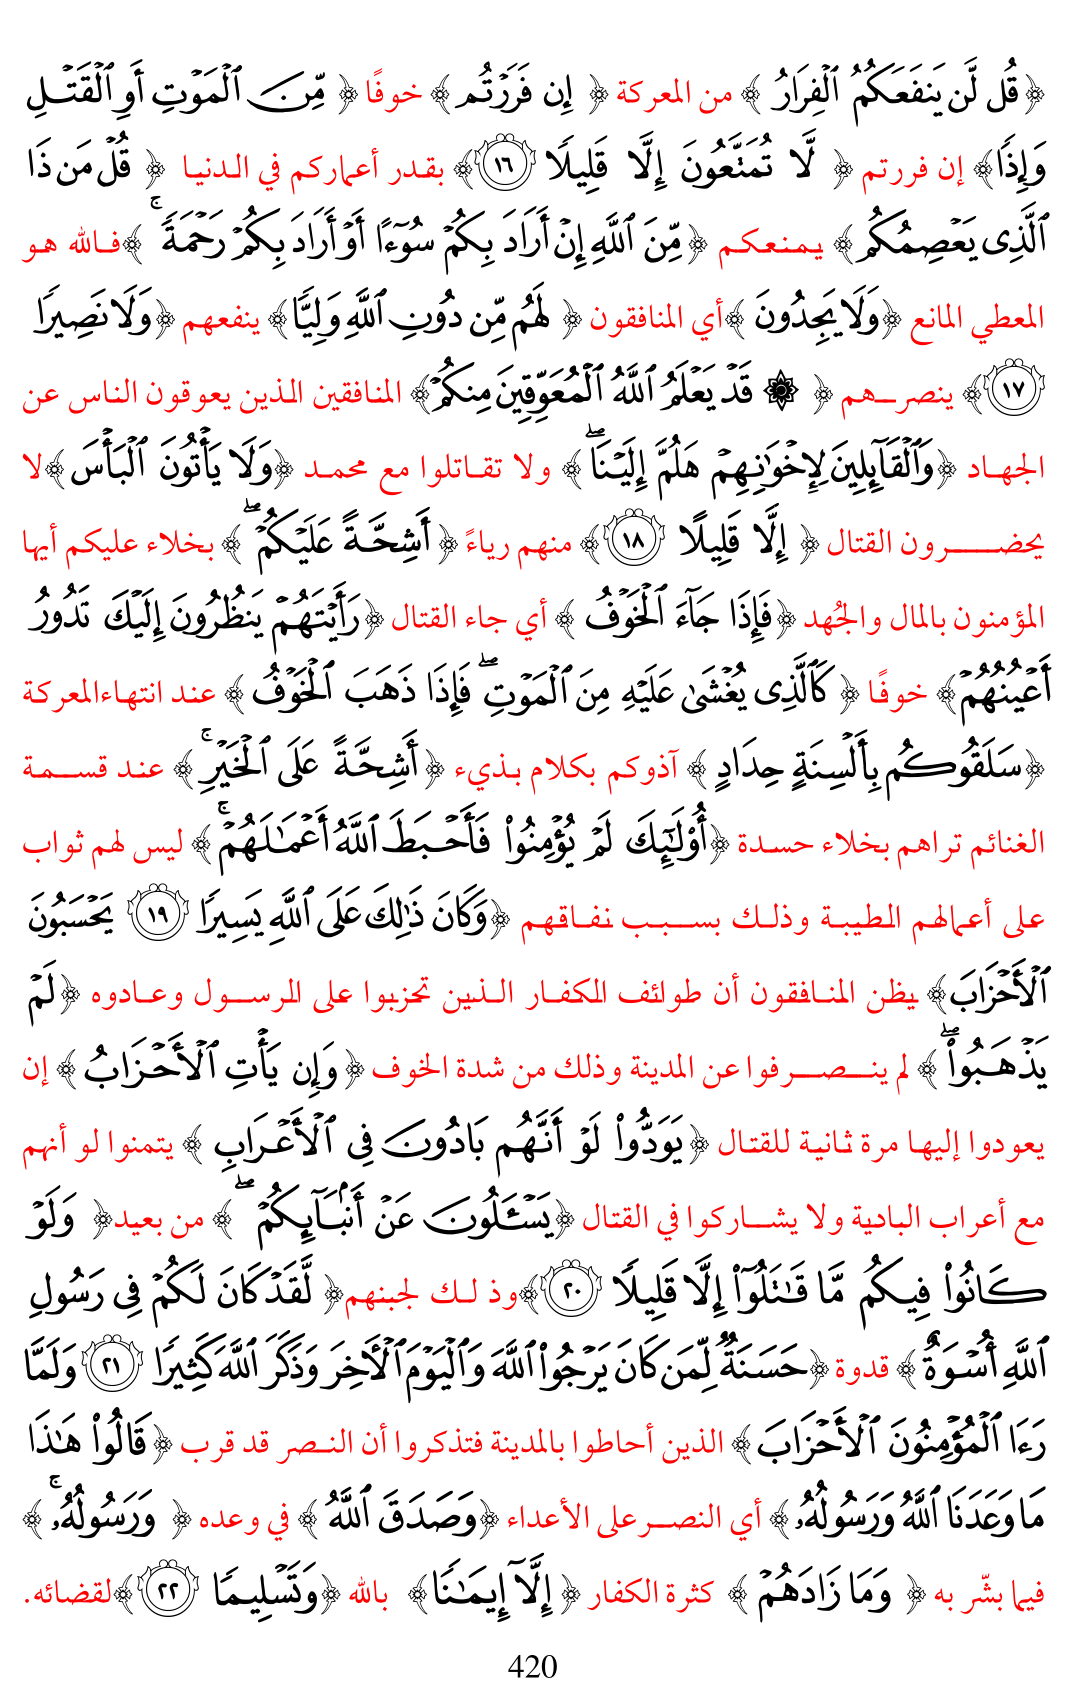 ﴿ قُل لَّن يَنفَعَكُمُ ٱلْفِرَارُ ﴾ من المعركة ﴿ إِن فَرَرْتُم ﴾ خوفًا ﴿ مِّنَ ٱلْمَوْتِ أَوِ ٱلْقَتْلِ
وَإِذًا﴾ إن فررتم ﴿ لَّا تُمَتَّعُونَ إِلَّا قَلِيلًا ١٦﴾ بقدر أعماركم في الدنيا ﴿ قُلْ مَن ذَا
ٱلَّذِى يَعْصِمُكُم﴾ يمنعكم ﴿مِّنَ ٱللَّهِ إِنْ أَرَادَ بِكُمْ سُوٓءًا أَوْ أَرَادَ بِكُمْ رَحْمَةً ۚ ﴾فالله هو
المعطي المانع ﴿وَلَا يَجِدُونَ ﴾أي المنافقون ﴿ لَهُم مِّن دُونِ ٱللَّهِ وَلِيًّا﴾ ينفعهم ﴿وَلَا نَصِيرًا
١٧﴾ ينصرهم ﴿ ۞ قَدْ يَعْلَمُ ٱللَّهُ ٱلْمُعَوِّقِينَ مِنكُمْ﴾ المنافقين الذين يعوقون الناس عن
الجهاد ﴿وَٱلْقَآئِلِينَ لِإِخْوَٰنِهِمْ هَلُمَّ إِلَيْنَا ۖ﴾ ولا تقاتلوا مع محمد ﴿وَلَا يَأْتُونَ ٱلْبَأْسَ﴾لا
يحضرون القتال ﴿ إِلَّا قَلِيلًا ١٨﴾ منهم رياءً ﴿أَشِحَّةً عَلَيْكُمْ ۖ ﴾ بخلاء عليكم أيها
المؤمنون بالمال والجُهد ﴿فَإِذَا جَآءَ ٱلْخَوْفُ ﴾ أي جاء القتال ﴿رَأَيْتَهُمْ يَنظُرُونَ إِلَيْكَ تَدُورُ
أَعْيُنُهُمْ﴾ خوفًا ﴿ كَٱلَّذِى يُغْشَىٰ عَلَيْهِ مِنَ ٱلْمَوْتِ ۖ فَإِذَا ذَهَبَ ٱلْخَوْفُ ﴾ عند انتهاءالمعركة
﴿سَلَقُوكُم بِأَلْسِنَةٍ حِدَادٍ ﴾ آذوكم بكلام بذيء ﴿أَشِحَّةً عَلَى ٱلْخَيْرِ ۚ﴾ عند قسمة
الغنائم تراهم بخلاء حسدة ﴿أُو۟لَٰٓئِكَ لَمْ يُؤْمِنُوا۟ فَأَحْبَطَ ٱللَّهُ أَعْمَٰلَهُمْ ۚ﴾ ليس لهم ثواب
على أعمالهم الطيبة وذلك بسبب نفاقهم ﴿وَكَانَ ذَٰلِكَ عَلَى ٱللَّهِ يَسِيرًا ١٩ يَحْسَبُونَ
ٱلْأَحْزَابَ﴾ يظن المنافقون أن طوائف الكفار الذين تحزبوا على الرسول وعادوه ﴿لَمْ
يَذْهَبُوا۟ ۖ﴾ لم ينصرفوا عن المدينة وذلك من شدة الخوف ﴿ وَإِن يَأْتِ ٱلْأَحْزَابُ ﴾ إن
يعودوا إليها مرة ثانية للقتال ﴿يَوَدُّوا۟ لَوْ أَنَّهُم بَادُونَ فِى ٱلْأَعْرَابِ ﴾ يتمنوا لو أنهم
مع أعراب البادية ولا يشاركوا في القتال ﴿يَسْـَٔلُونَ عَنْ أَنۢبَآئِكُمْ ۖ ﴾ من بعيد﴿ وَلَوْ
كَانُوا۟ فِيكُم مَّا قَٰتَلُوٓا۟ إِلَّا قَلِيلًا ٢٠﴾وذ لك لجبنهم﴿ لَّقَدْ كَانَ لَكُمْ فِى رَسُولِ
ٱللَّهِ أُسْوَةٌ﴾ قدوة ﴿حَسَنَةٌ لِّمَن كَانَ يَرْجُوا۟ ٱللَّهَ وَٱلْيَوْمَ ٱلْأَخِرَ وَذَكَرَ ٱللَّهَ كَثِيرًا ٢١ وَلَمَّا
رَءَا ٱلْمُؤْمِنُونَ ٱلْأَحْزَابَ﴾ الذين أحاطوا بالمدينة فتذكروا أن النصر قد قرب ﴿قَالُوا۟ هَٰذَا
مَا وَعَدَنَا ٱللَّهُ وَرَسُولُهُۥ﴾ أي النصرعلى الأعداء ﴿وَصَدَقَ ٱللَّهُ ﴾ في وعده ﴿ وَرَسُولُهُۥ ۚ ﴾
فيما بشّر به ﴿ وَمَا زَادَهُمْ ﴾ كثرة الكفار ﴿ إِلَّآ إِيمَٰنًا﴾ بالله ﴿وَتَسْلِيمًا ٢٢﴾لقضائه.
420